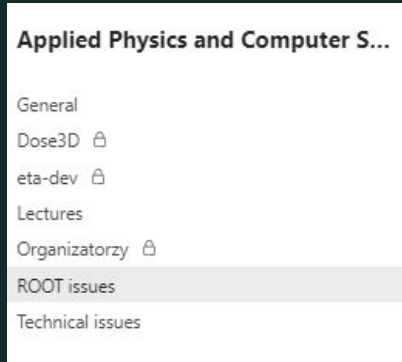 Applied Physics and Computer S...
General
Dose3D
eta-dev
Lectures
Organizatorzy
ROOT issues
Technical issues